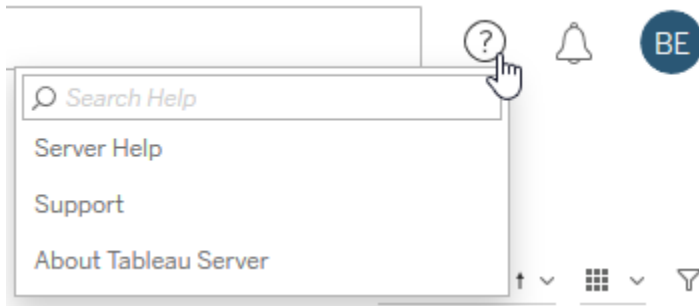 ?
BE
Search Help
Server Help
Support
About Tableau Server
t